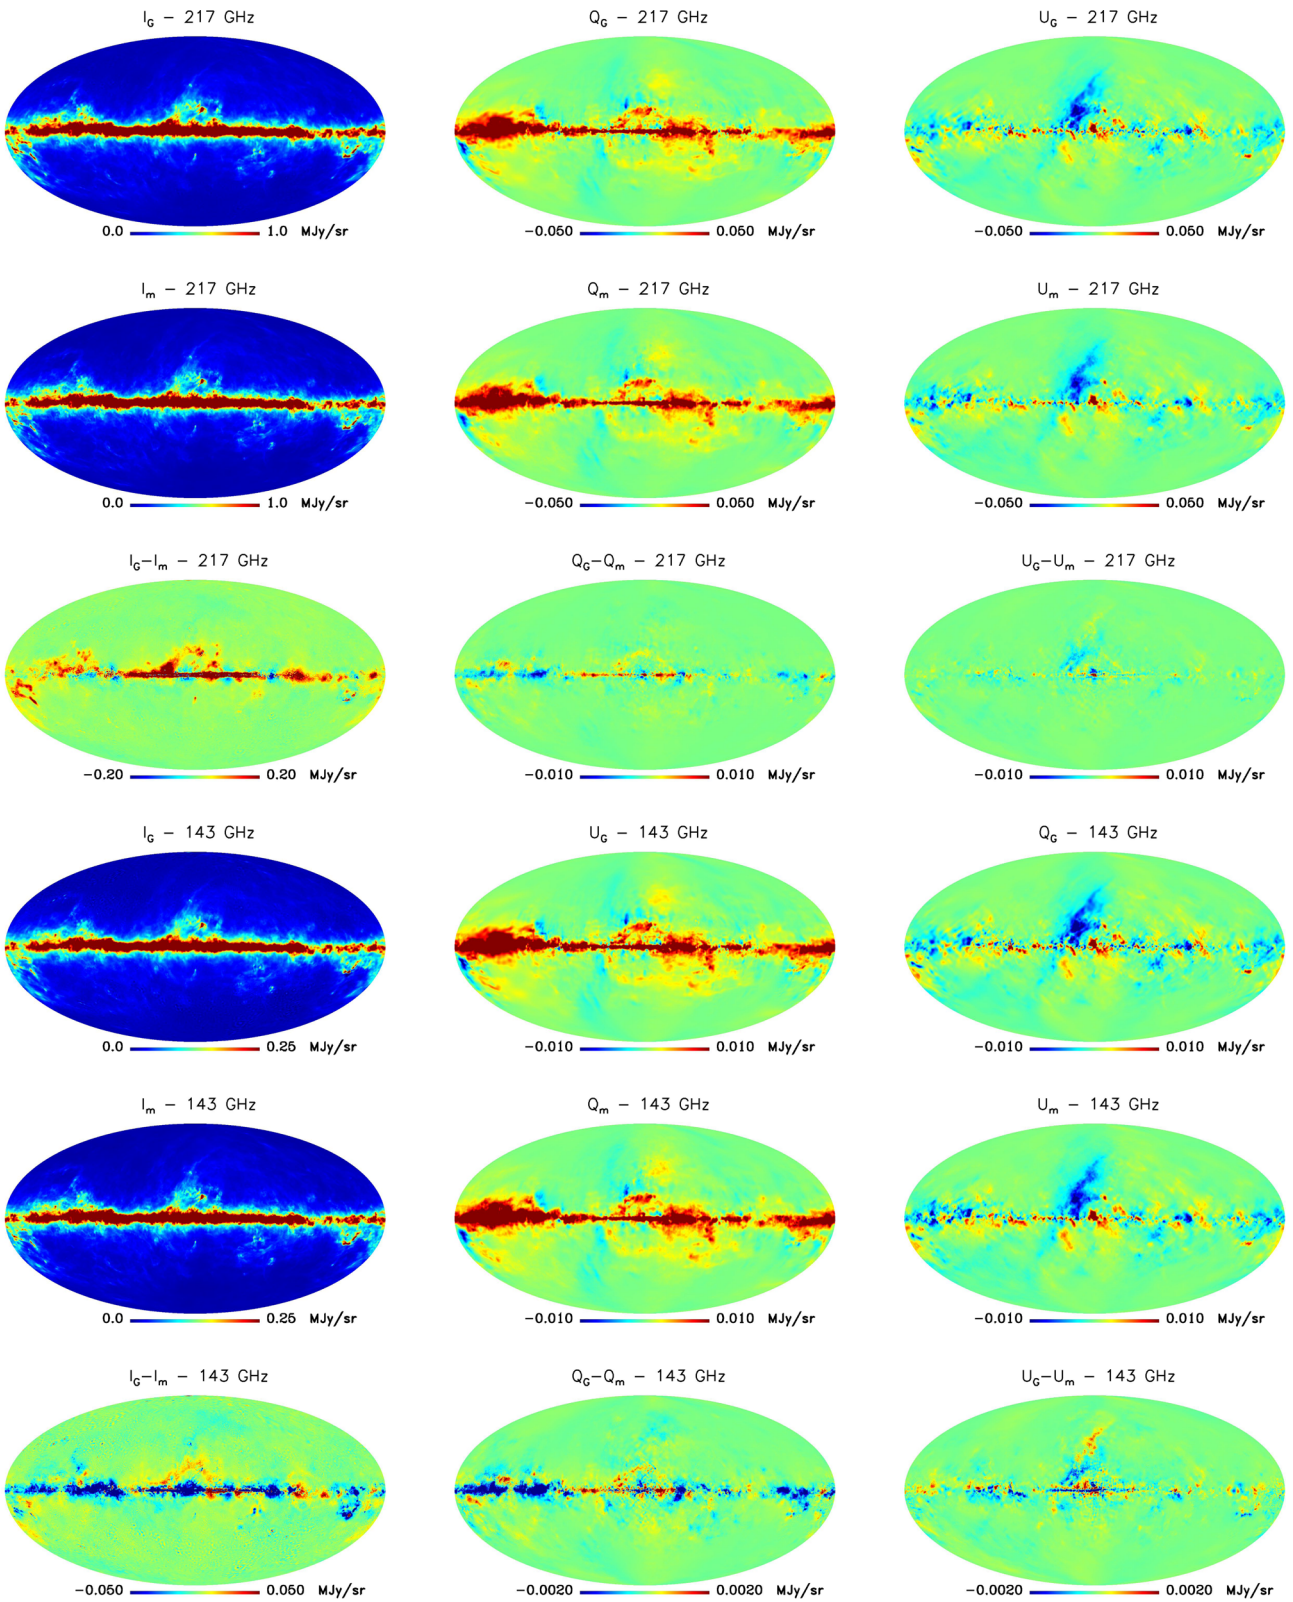 I_G – 217 GHz Q_G – 217 GHz U_G – 217 GHz
0.0 1.0 MJy/sr −0.050 0.050 MJy/sr −0.050 0.050 MJy/sr
I_m – 217 GHz Q_m – 217 GHz U_m – 217 GHz
0.0 1.0 MJy/sr −0.050 0.050 MJy/sr −0.050 0.050 MJy/sr
I_G−I_m – 217 GHz Q_G−Q_m – 217 GHz U_G−U_m – 217 GHz
−0.20 0.20 MJy/sr −0.010 0.010 MJy/sr −0.010 0.010 MJy/sr
I_G – 143 GHz U_G – 143 GHz Q_G – 143 GHz
0.0 0.25 MJy/sr −0.010 0.010 MJy/sr −0.010 0.010 MJy/sr
I_m – 143 GHz Q_m – 143 GHz U_m – 143 GHz
0.0 0.25 MJy/sr −0.010 0.010 MJy/sr −0.010 0.010 MJy/sr
I_G−I_m – 143 GHz Q_G−Q_m – 143 GHz U_G−U_m – 143 GHz
−0.050 0.050 MJy/sr −0.0020 0.0020 MJy/sr −0.0020 0.0020 MJy/sr